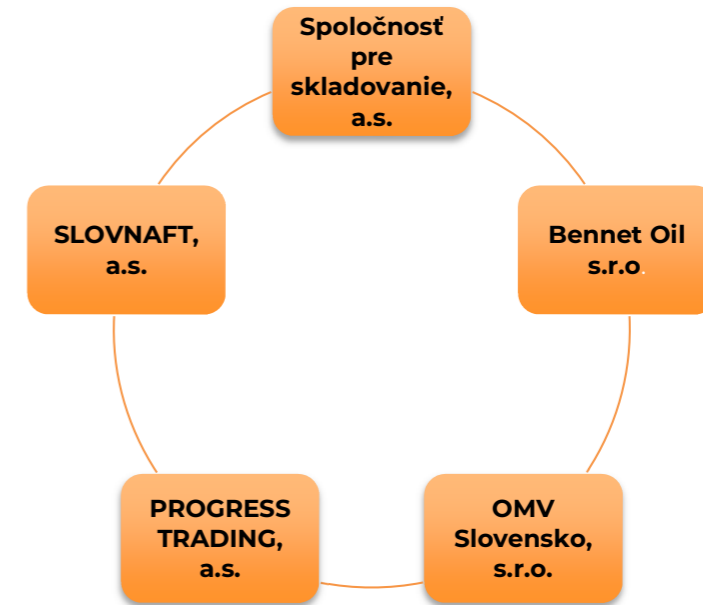 Spoločnosť
pre
skladovanie,
a.s.
SLOVNAFT,
a.s.
Bennet Oil
s.r.o.
PROGRESS
TRADING,
a.s.
OMV
Slovensko,
s.r.o.